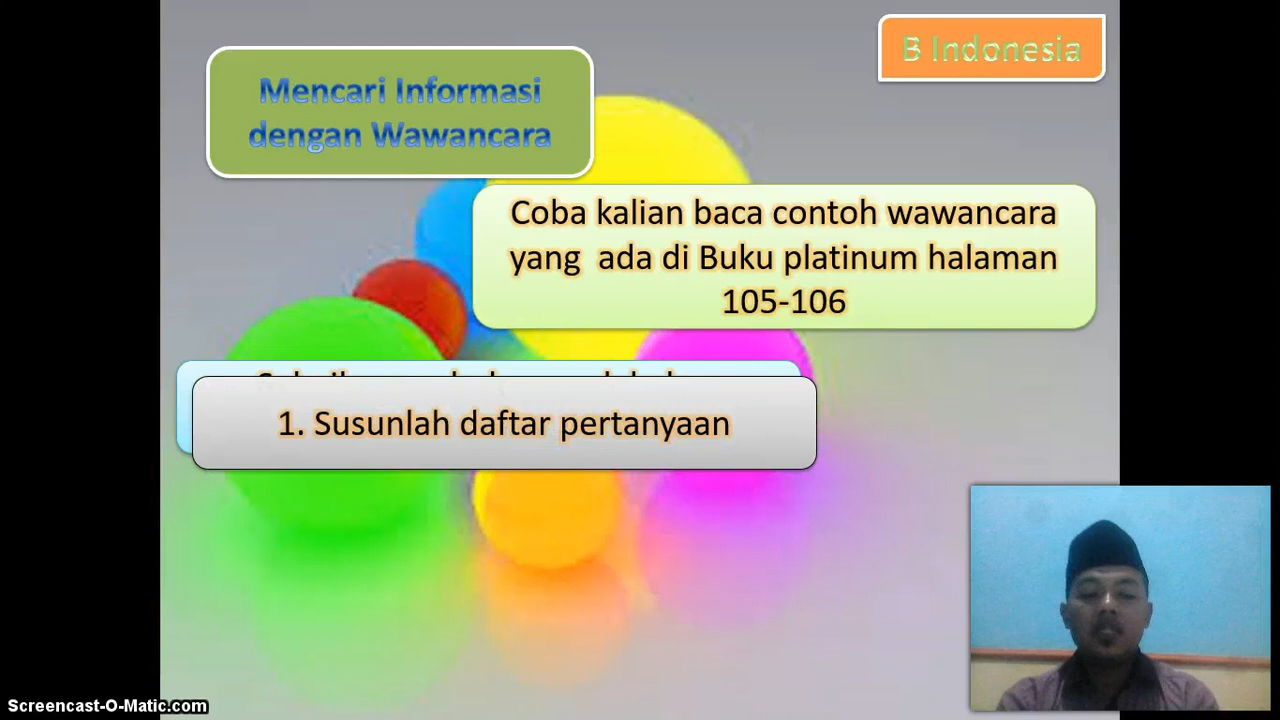 B Indonesia
Mencari Informasi
dengan Wawancara
Coba kalian baca contoh wawancara
yang ada di Buku platinum halaman
105-106
1. Susunlah daftar pertanyaan
Screencast-O-Matic.com